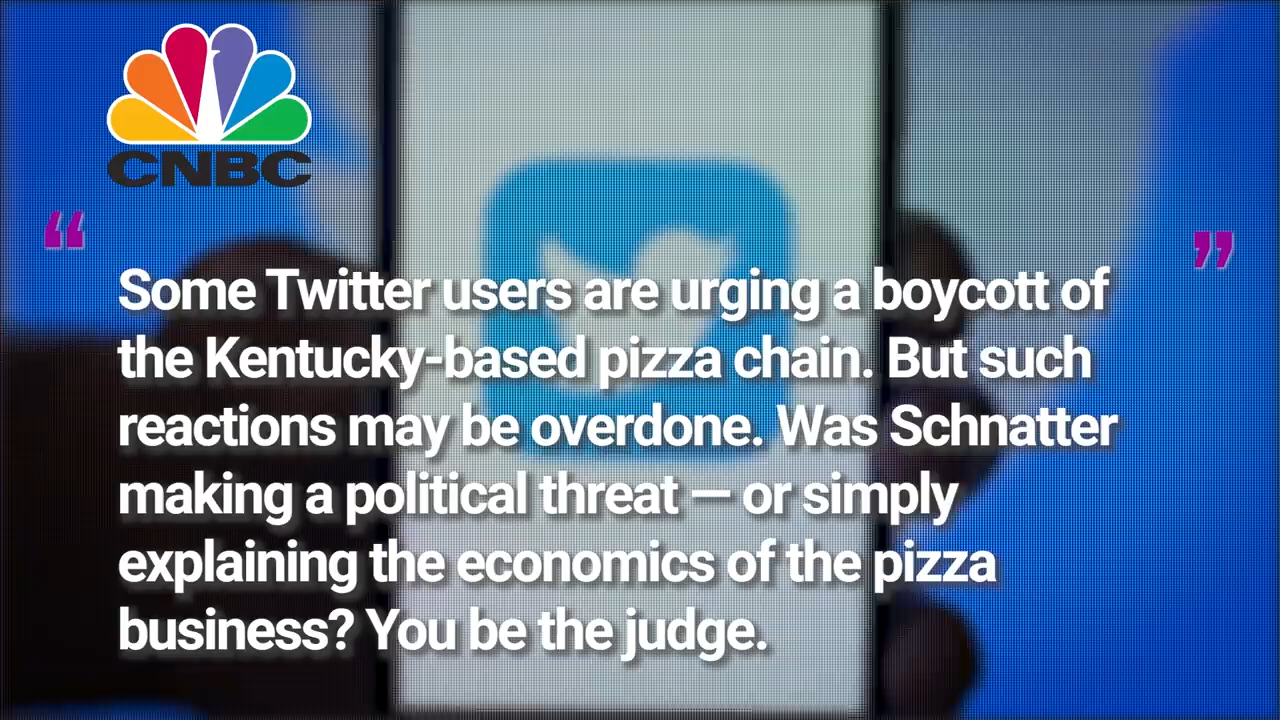 CNBC
“
”
Some Twitter users are urging a boycott of
the Kentucky-based pizza chain. But such
reactions may be overdone. Was Schnatter
making a political threat — or simply
explaining the economics of the pizza
business? You be the judge.